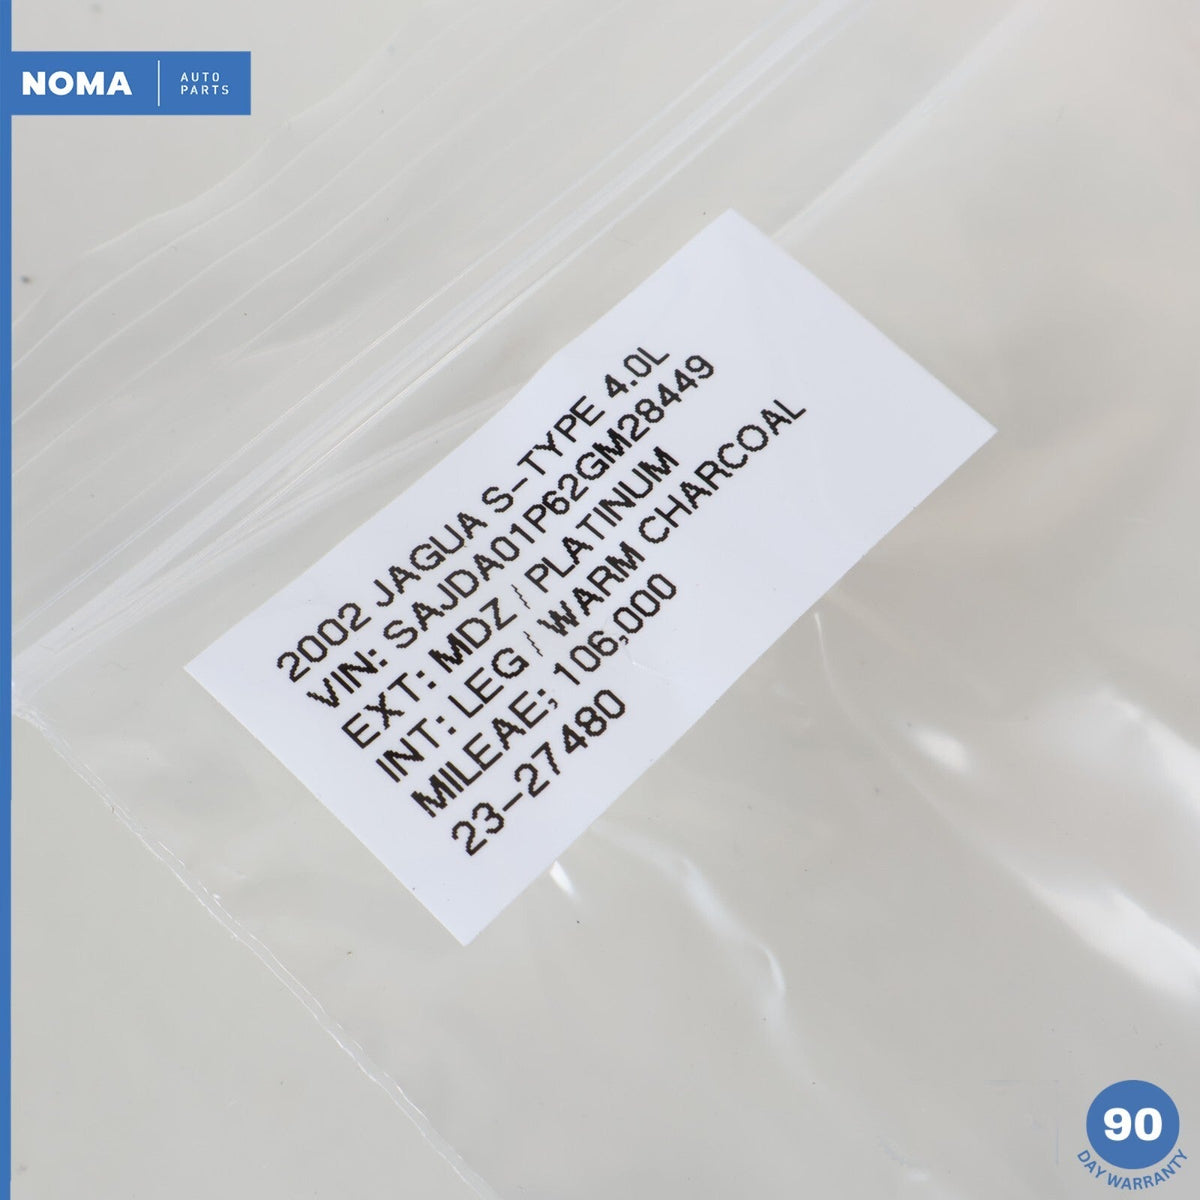 NOMA
AUTO
PARTS
2002 JAGUA S-TYPE 4.0L
VIN: SAJDA01P62GM28449
EXT: MDZ / PLATINUM
INT: LEG / WARM CHARCOAL
MILEAE; 106,000
23-27480
90
DAY WARRANTY